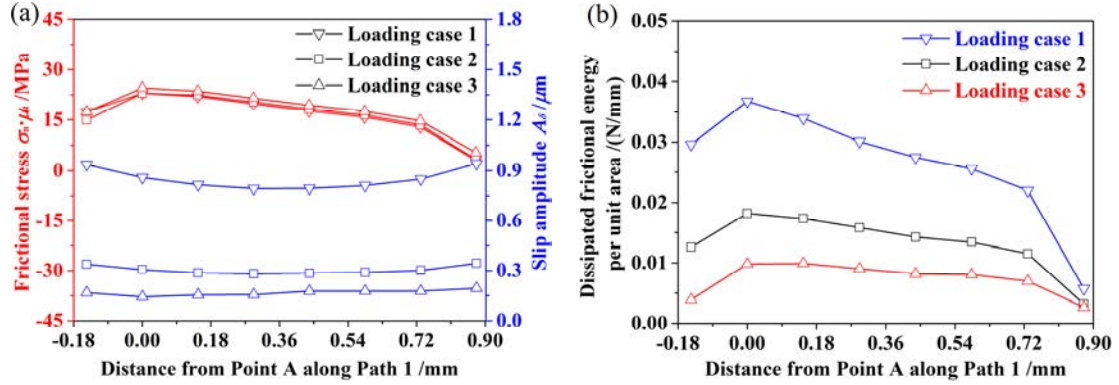 (a)
45
30
15
0
-15
-30
-45
Frictional stress σn·μ /MPa
Loading case 1
Loading case 2
Loading case 3
1.8
1.5
1.2
0.9
0.6
0.3
0.0
Slip amplitude Aδ /μm
-0.18 0.00 0.18 0.36 0.54 0.72 0.90
Distance from Point A along Path 1 /mm
(b)
0.05
0.04
0.03
0.02
0.01
0.00
Dissipated frictional energy
per unit area /(N/mm)
Loading case 1
Loading case 2
Loading case 3
-0.18 0.00 0.18 0.36 0.54 0.72 0.90
Distance from Point A along Path 1 /mm